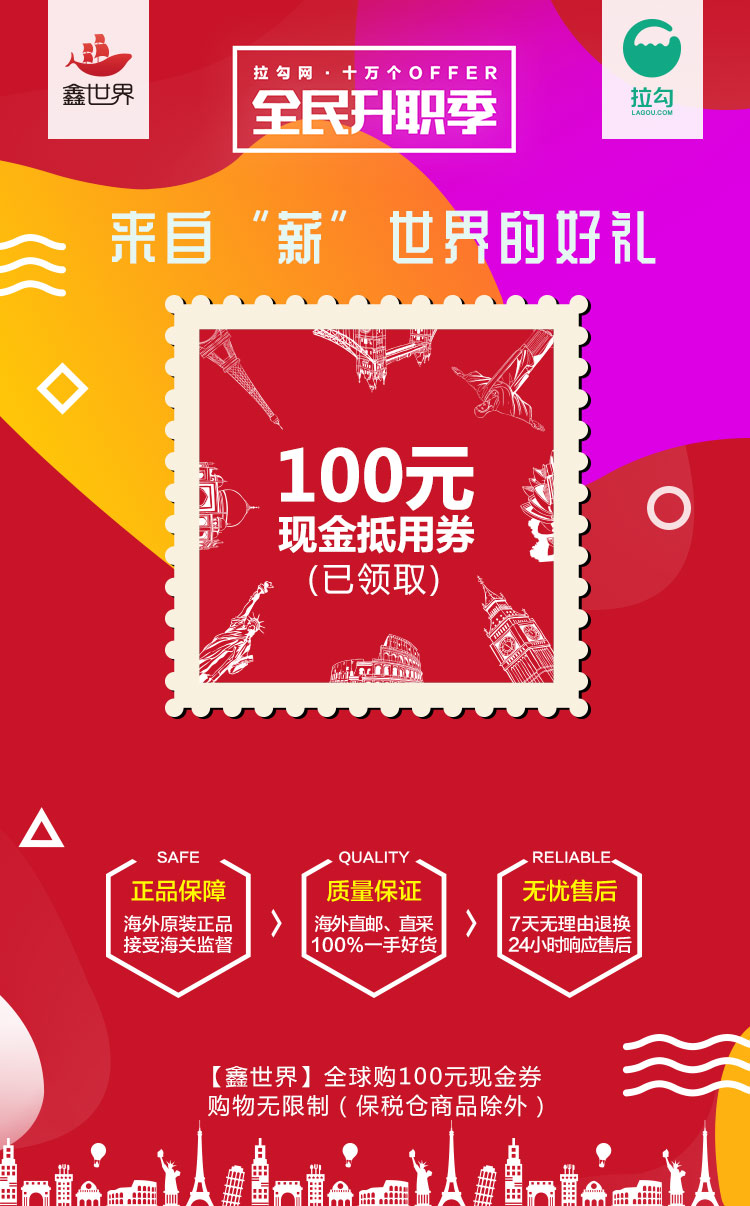 鑫世界
拉勾网·十万个OFFER
全民升职季
拉勾
LAGOU.COM
来自“薪”世界的好礼
100元
现金抵用券
(已领取)
SAFE
正品保障
海外原装正品
接受海关监督
QUALITY
质量保证
海外直邮、直采
100%一手好货
RELIABLE
无忧售后
7天无理由退换
24小时响应售后
【鑫世界】全球购100元现金券
购物无限制(保税仓商品除外)